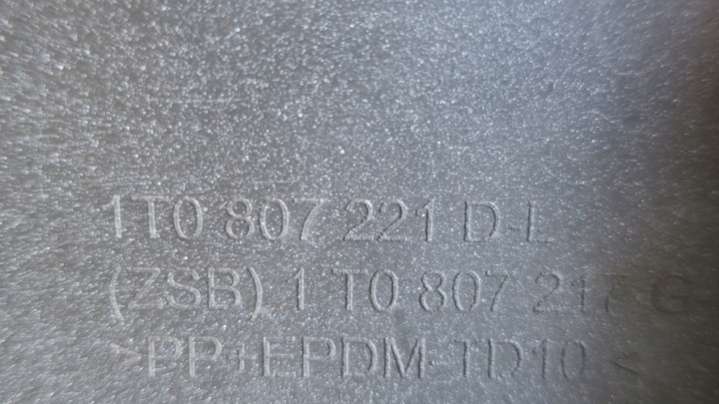 1T0 807 221 D-L
(ZSB) 1 T0 807 217 G
>PP+EPDM-TD10<